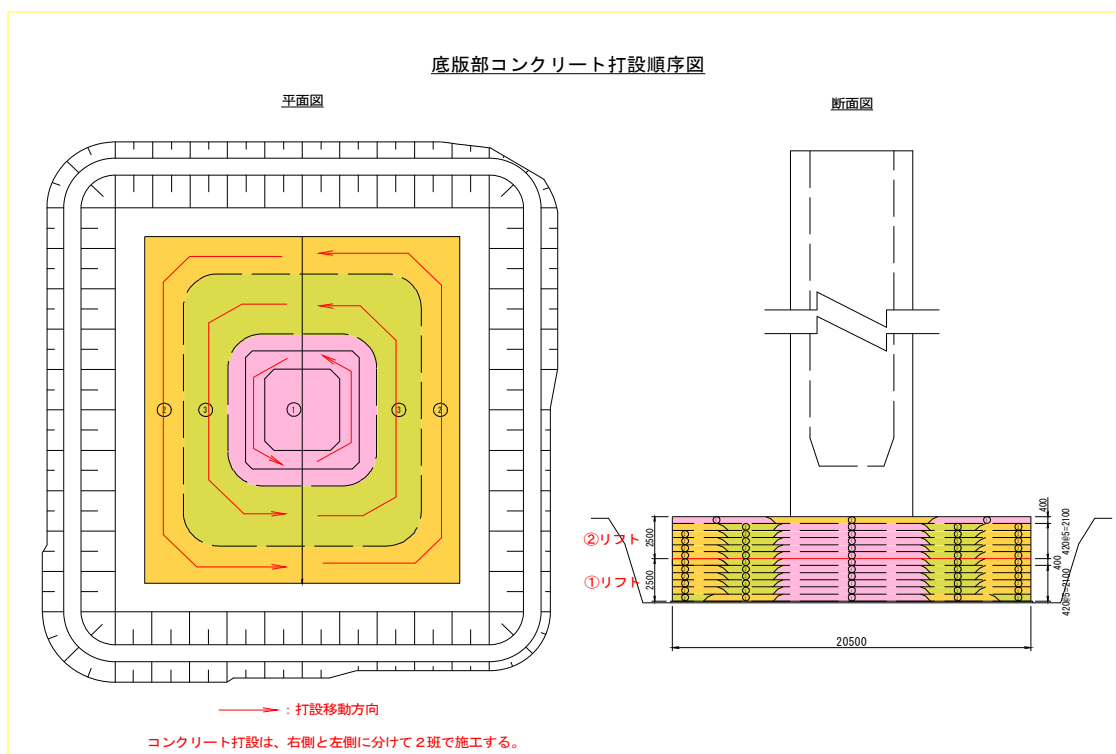 底版部コンクリート打設順序図
平面図
断面図
② ③ ① ③ ②
②リフト
①リフト
2500
2500
400
420@5=2100
400
420@5=2100
20500
：打設移動方向
コンクリート打設は、右側と左側に分けて２班で施工する。